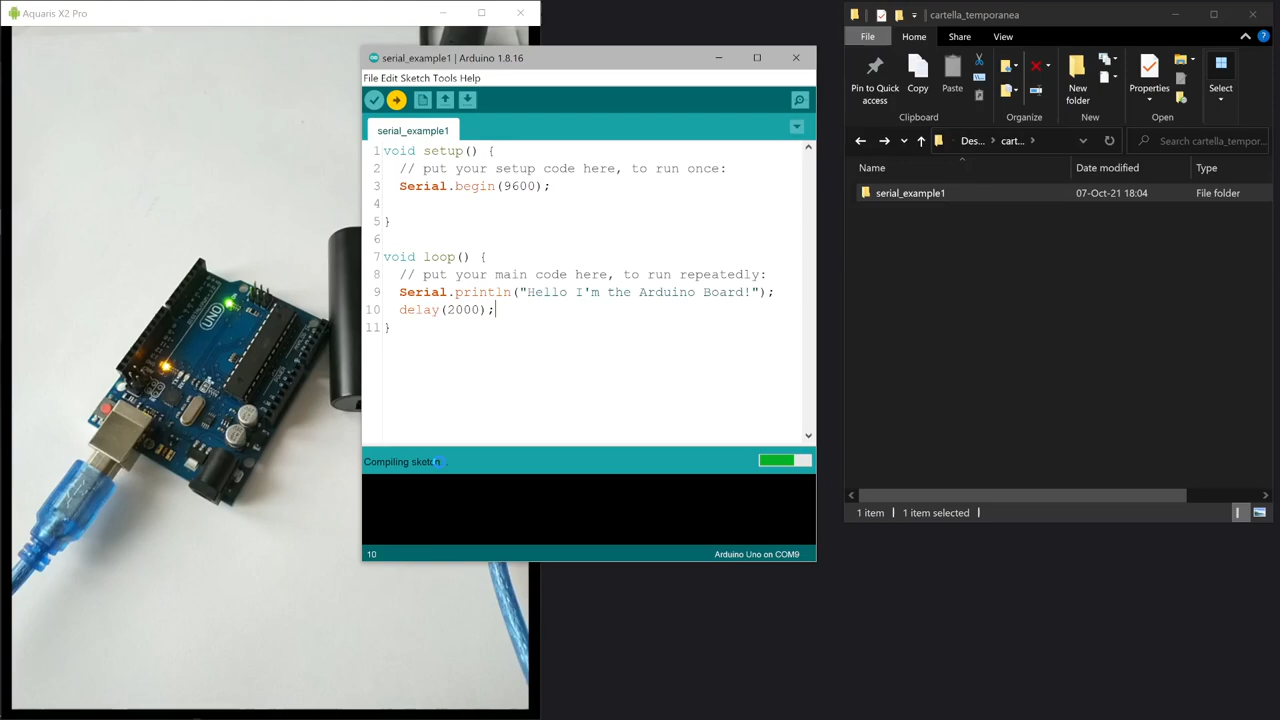 Aquaris X2 Pro
UNO
serial_example1 | Arduino 1.8.16
File Edit Sketch Tools Help
serial_example1
1 void setup() {
2 // put your setup code here, to run once:
3 Serial.begin(9600);
4
5 }
6
7 void loop() {
8 // put your main code here, to run repeatedly:
9 Serial.println("Hello I'm the Arduino Board!");
10 delay(2000);
11 }
Compiling sketch...
10
Arduino Uno on COM9
cartella_temporanea
File Home Share View
Pin to Quick access
Copy
Paste
New folder
Properties
Select
Clipboard
Organize
New
Open
Des... cart...
Search cartella_tempor...
Name Date modified Type
serial_example1 07-Oct-21 18:04 File folder
1 item 1 item selected